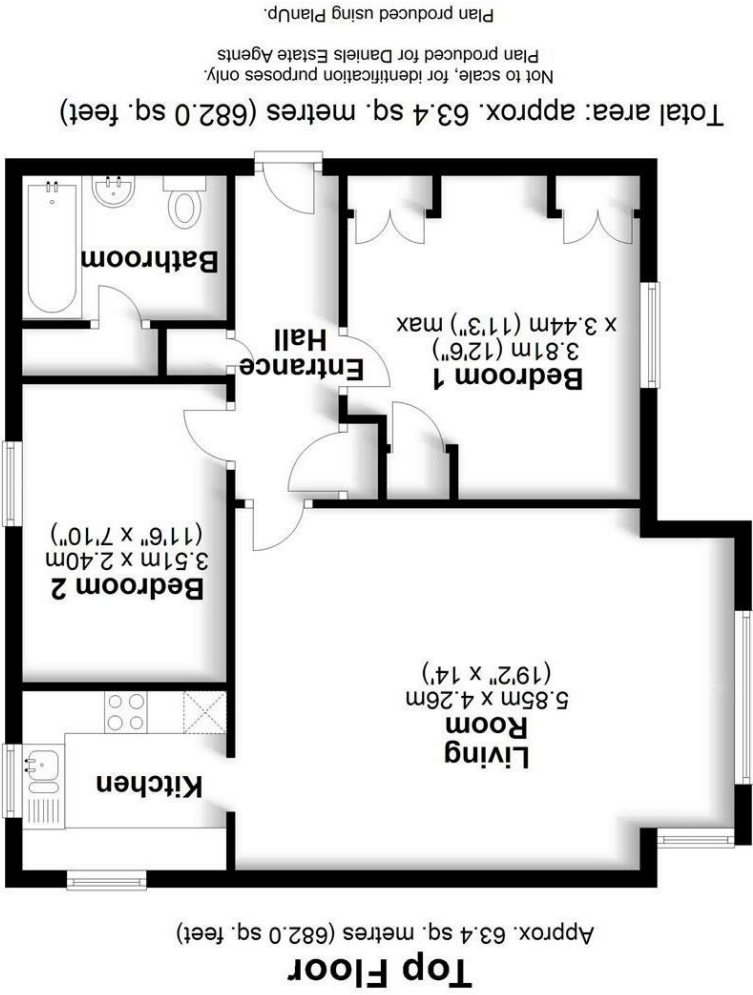 Top Floor
Approx. 63.4 sq. metres (682.0 sq. feet)
Kitchen
Living
Room
5.85m x 4.26m
(19'2" x 14')
Bedroom 2
3.51m x 2.40m
(11'6" x 7'10")
Bedroom 1
3.81m (12'6")
x 3.44m (11'3") max
Entrance
Hall
Bathroom
Total area: approx. 63.4 sq. metres (682.0 sq. feet)
Not to scale, for identification purposes only.
Plan produced for Daniels Estate Agents
Plan produced using PlanUp.